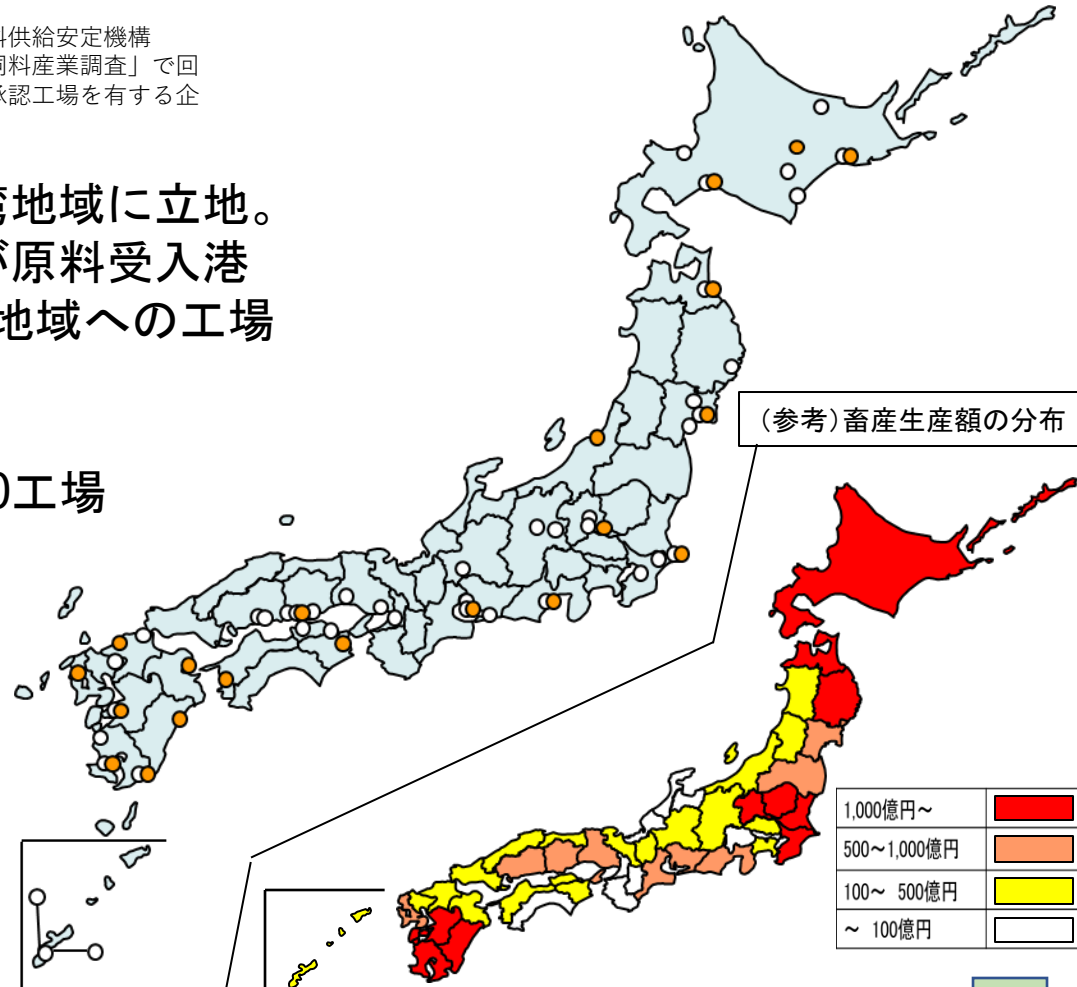 料供給安定機構
飼料産業調査」で回
承認工場を有する企
湾地域に立地。
が原料受入港
地域への工場
0工場
(参考)畜産生産額の分布
1,000億円~
500~1,000億円
100~ 500億円
~ 100億円